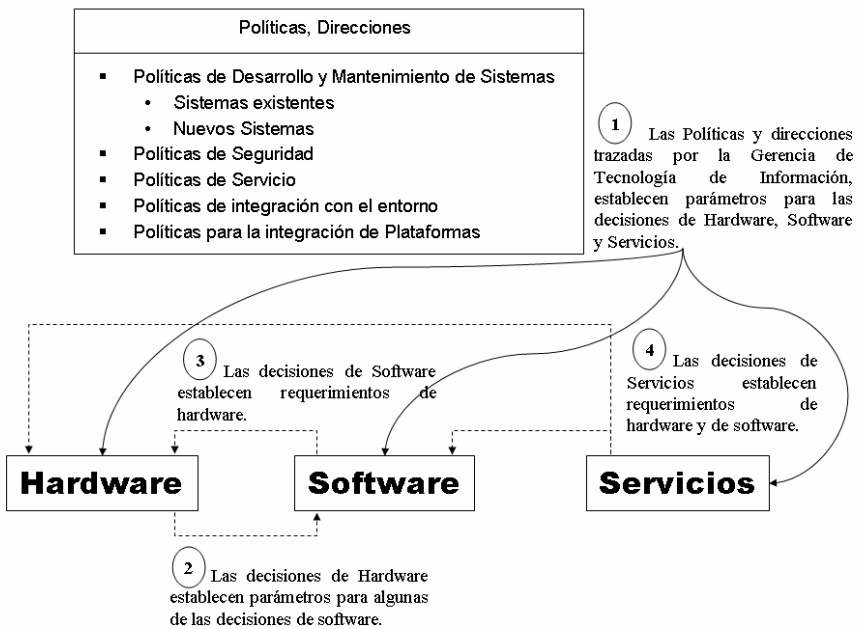 Políticas, Direcciones
▪ Políticas de Desarrollo y Mantenimiento de Sistemas
• Sistemas existentes
• Nuevos Sistemas
▪ Políticas de Seguridad
▪ Políticas de Servicio
▪ Políticas de integración con el entorno
▪ Políticas para la integración de Plataformas
1 Las Políticas y direcciones
trazadas por la Gerencia de
Tecnología de Información,
establecen parámetros para las
decisiones de Hardware, Software
y Servicios.
3 Las decisiones de Software
establecen requerimientos de
hardware.
4 Las decisiones de
Servicios establecen
requerimientos de
hardware y de software.
Hardware
Software
Servicios
2 Las decisiones de Hardware
establecen parámetros para algunas
de las decisiones de software.